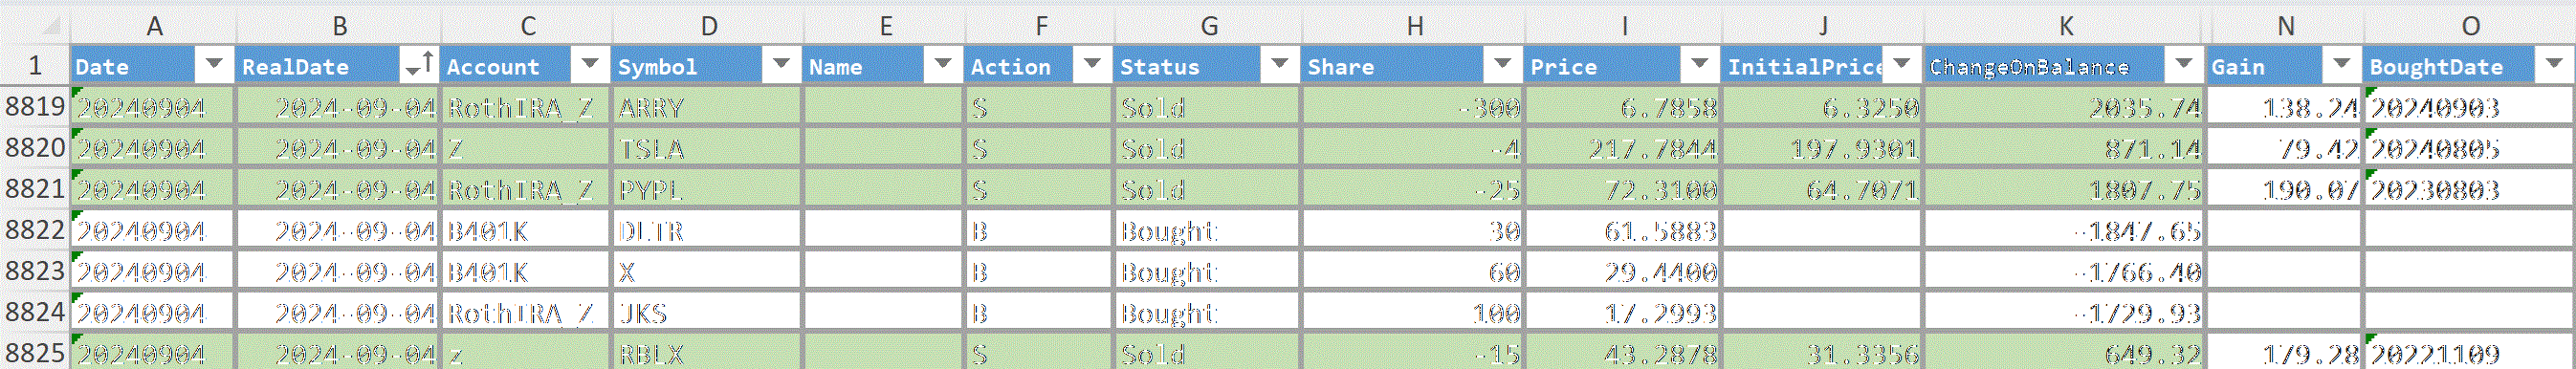 A B C D E F G H I J K N O
1 Date RealDate Account Symbol Name Action Status Share Price InitialPrice ChangeOnBalance Gain BoughtDate
8819 20240904 2024-09-04 RothIRA_Z ARRY S Sold -300 6.7858 6.3250 2035.74 138.24 20240903
8820 20240904 2024-09-04 Z TSLA S Sold -4 217.7844 197.9301 871.14 79.42 20240805
8821 20240904 2024-09-04 RothIRA_Z PYPL S Sold -25 72.3100 64.7071 1807.75 190.07 20230803
8822 20240904 2024-09-04 B401K DLTR B Bought 30 61.5883 -1847.65
8823 20240904 2024-09-04 B401K X B Bought 60 29.4400 -1766.40
8824 20240904 2024-09-04 RothIRA_Z JKS B Bought 100 17.2993 -1729.93
8825 20240904 2024-09-04 z RBLX S Sold -15 43.2878 31.3356 649.32 179.28 20221109